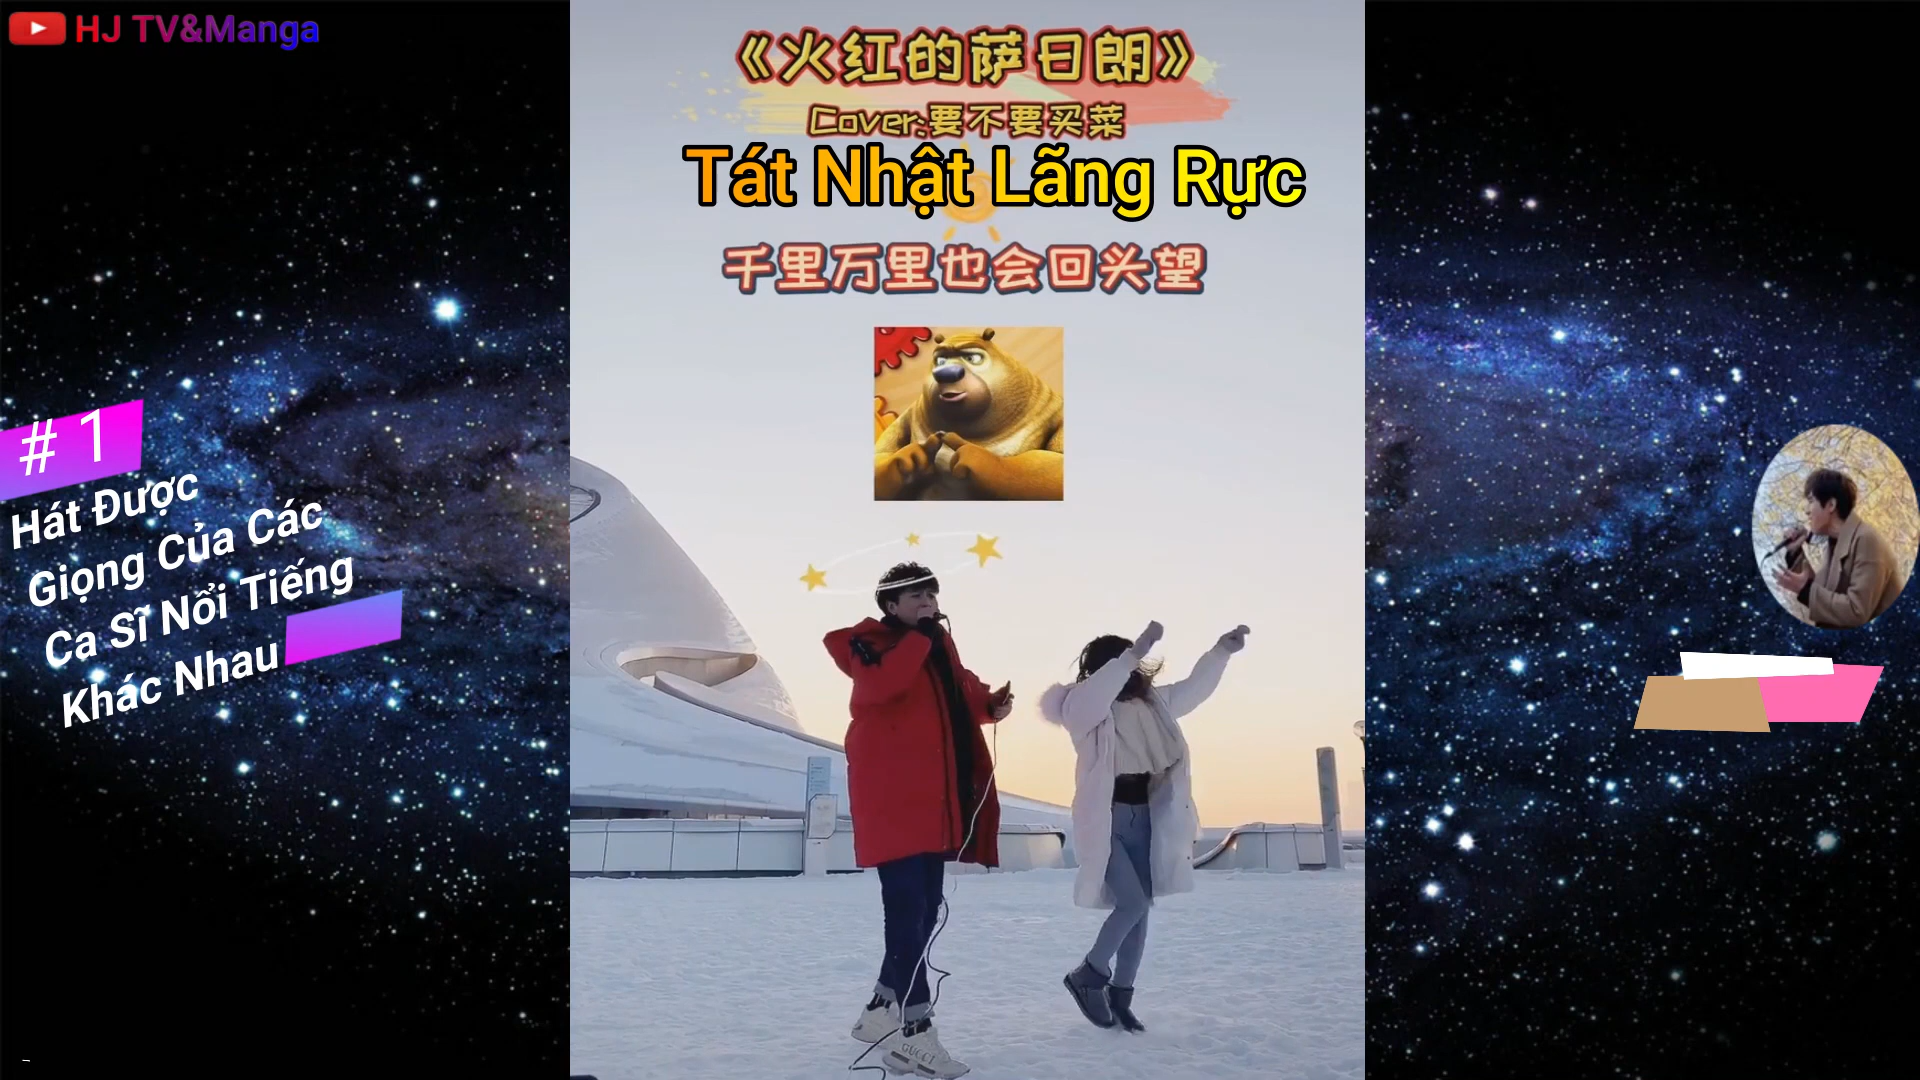 HJ TV&Manga
《火红的萨日朗》
Cover:要不要买菜
Tát Nhật Lãng Rực
千里万里也会回头望
# 1
Hát Được
Giọng Của Các
Ca Sĩ Nổi Tiếng
Khác Nhau
GUCCI